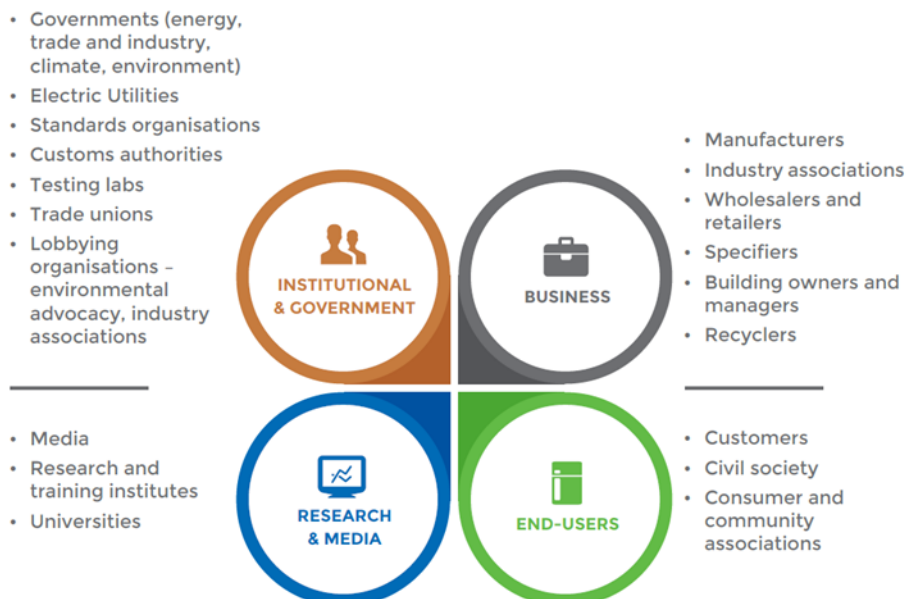 • Governments (energy,
trade and industry,
climate, environment)
• Electric Utilities
• Standards organisations
• Customs authorities
• Testing labs
• Trade unions
• Lobbying
organisations –
environmental
advocacy, industry
associations
INSTITUTIONAL
& GOVERNMENT
BUSINESS
• Manufacturers
• Industry associations
• Wholesalers and
retailers
• Specifiers
• Building owners and
managers
• Recyclers
• Media
• Research and
training institutes
• Universities
RESEARCH
& MEDIA
END-USERS
• Customers
• Civil society
• Consumer and
community
associations